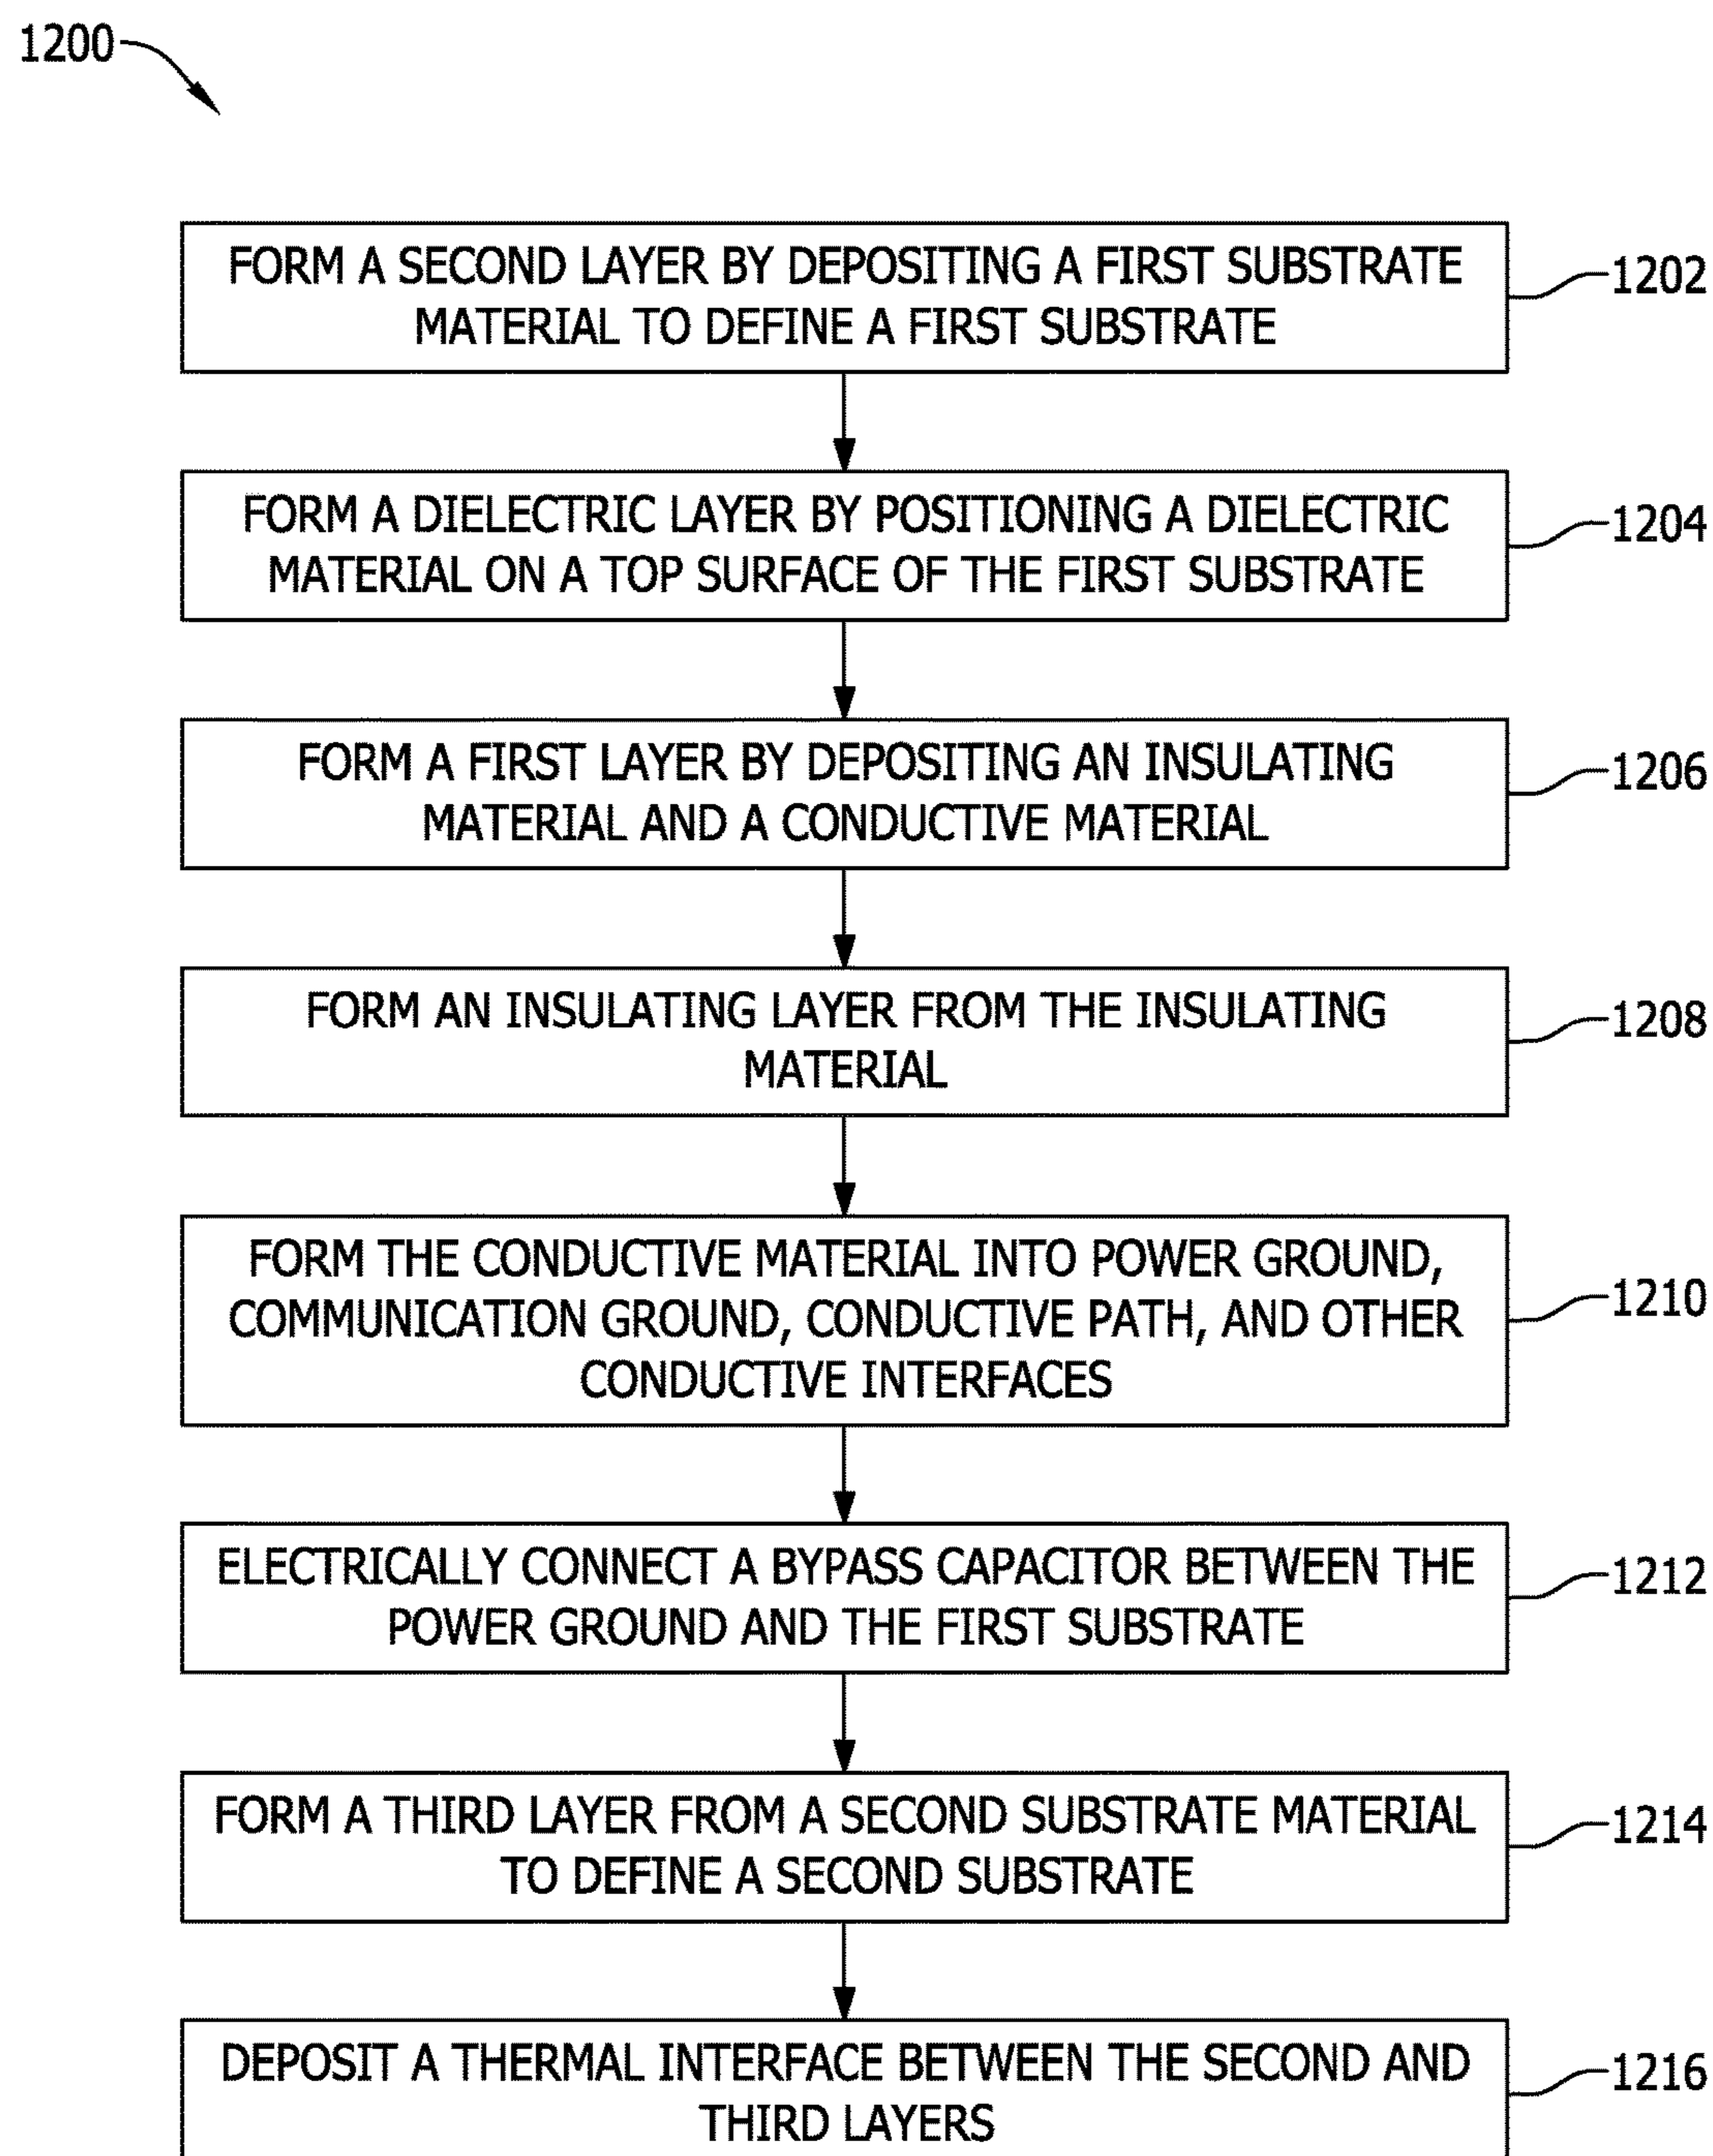 1200
FORM A SECOND LAYER BY DEPOSITING A FIRST SUBSTRATE
MATERIAL TO DEFINE A FIRST SUBSTRATE
1202
FORM A DIELECTRIC LAYER BY POSITIONING A DIELECTRIC
MATERIAL ON A TOP SURFACE OF THE FIRST SUBSTRATE
1204
FORM A FIRST LAYER BY DEPOSITING AN INSULATING
MATERIAL AND A CONDUCTIVE MATERIAL
1206
FORM AN INSULATING LAYER FROM THE INSULATING
MATERIAL
1208
FORM THE CONDUCTIVE MATERIAL INTO POWER GROUND,
COMMUNICATION GROUND, CONDUCTIVE PATH, AND OTHER
CONDUCTIVE INTERFACES
1210
ELECTRICALLY CONNECT A BYPASS CAPACITOR BETWEEN THE
POWER GROUND AND THE FIRST SUBSTRATE
1212
FORM A THIRD LAYER FROM A SECOND SUBSTRATE MATERIAL
TO DEFINE A SECOND SUBSTRATE
1214
DEPOSIT A THERMAL INTERFACE BETWEEN THE SECOND AND
THIRD LAYERS
1216